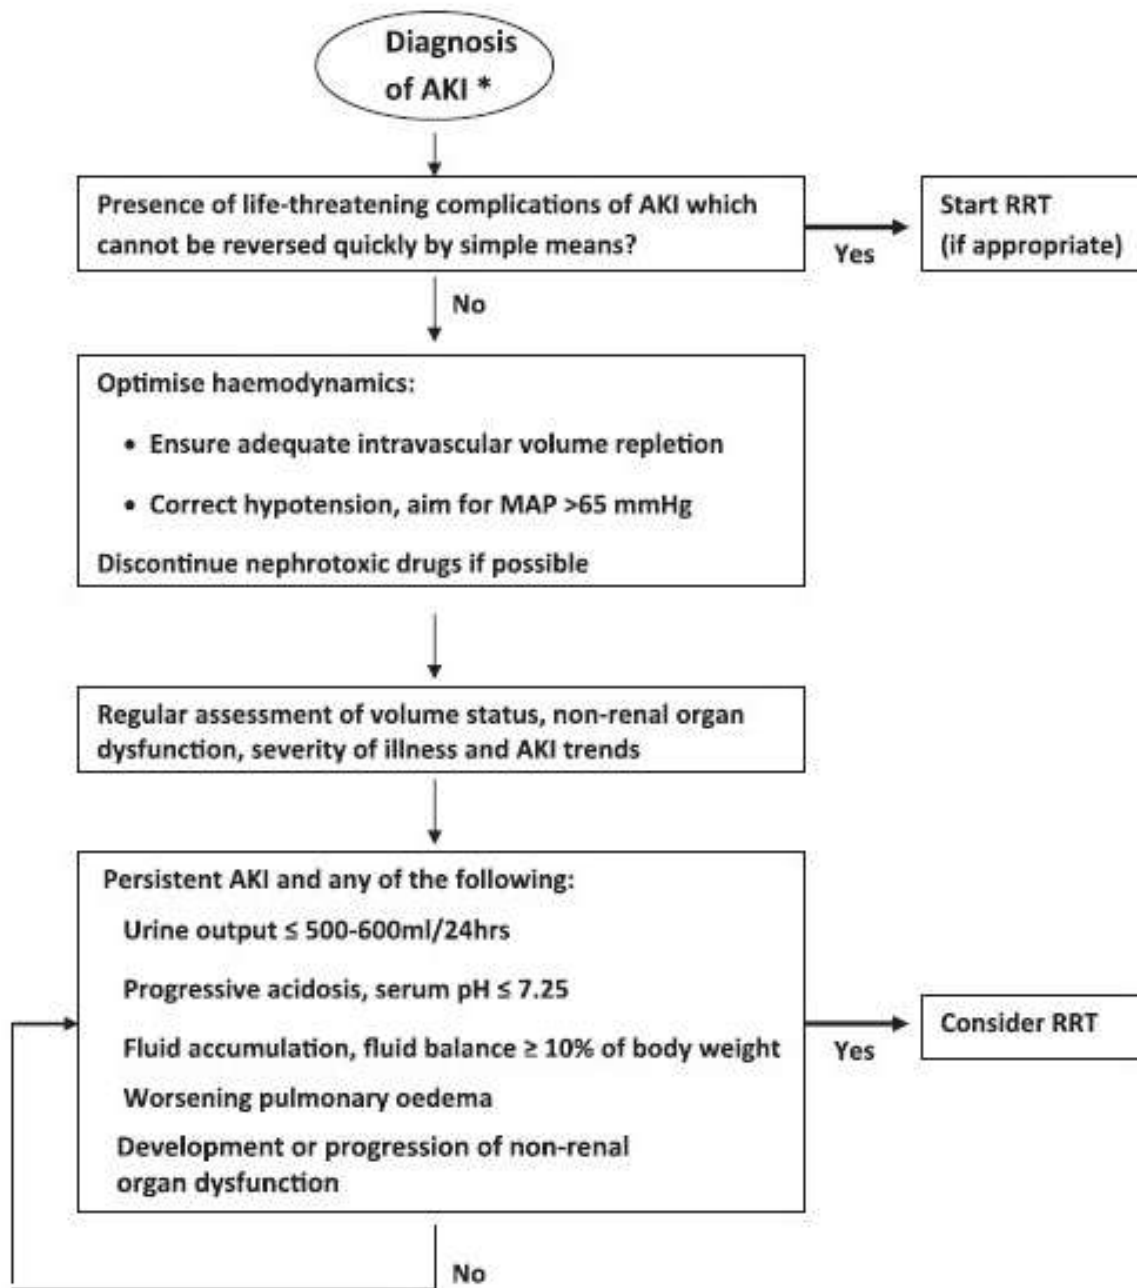 Diagnosis
of AKI *
Presence of life-threatening complications of AKI which
cannot be reversed quickly by simple means?
Yes
Start RRT
(if appropriate)
No
Optimise haemodynamics:
• Ensure adequate intravascular volume repletion
• Correct hypotension, aim for MAP >65 mmHg
Discontinue nephrotoxic drugs if possible
Regular assessment of volume status, non-renal organ
dysfunction, severity of illness and AKI trends
Persistent AKI and any of the following:
Urine output ≤ 500-600ml/24hrs
Progressive acidosis, serum pH ≤ 7.25
Fluid accumulation, fluid balance ≥ 10% of body weight
Worsening pulmonary oedema
Development or progression of non-renal
organ dysfunction
Yes
Consider RRT
No